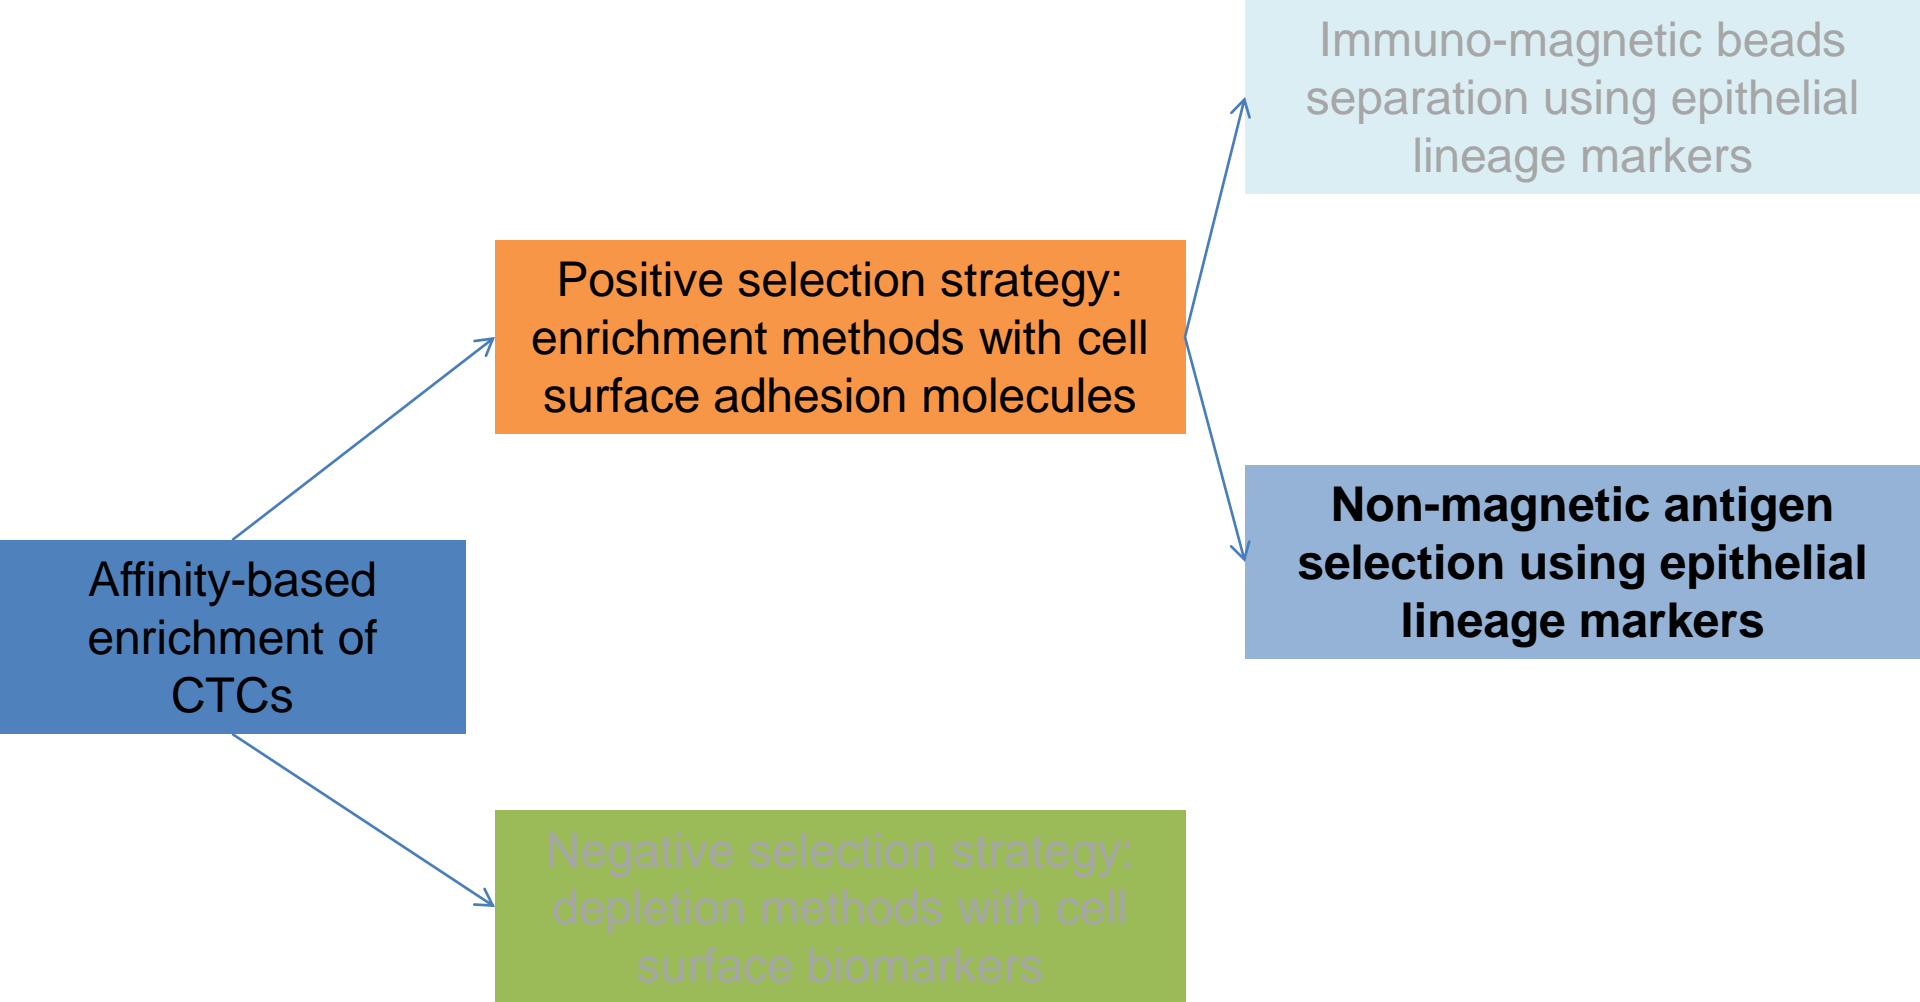 Immuno-magnetic beads
separation using epithelial
lineage markers
Positive selection strategy:
enrichment methods with cell
surface adhesion molecules
Non-magnetic antigen
selection using epithelial
lineage markers
Affinity-based
enrichment of
CTCs
Negative selection strategy:
depletion methods with cell
surface biomarkers